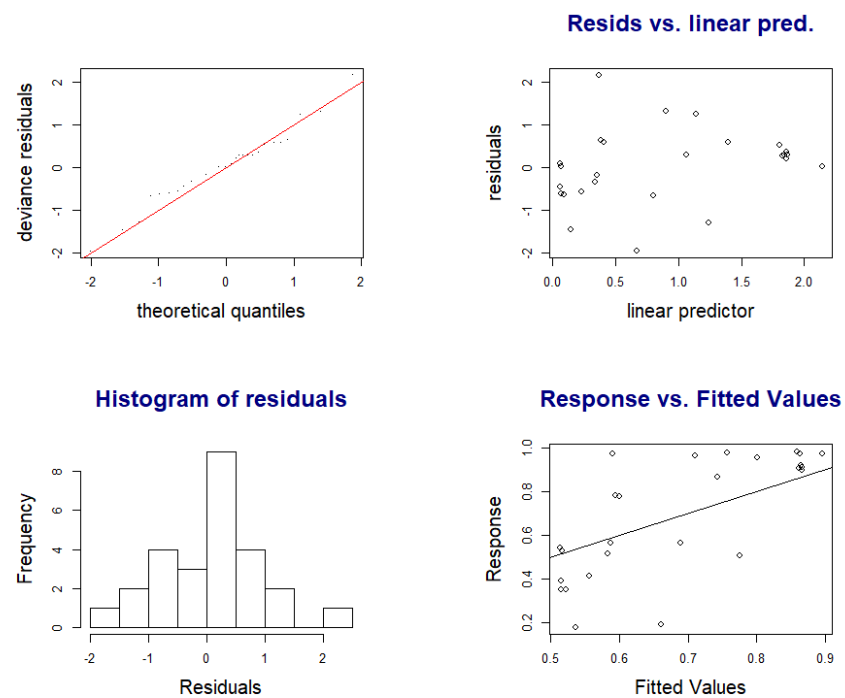 Resids vs. linear pred.
deviance residuals
-2 -1 0 1 2
-2 -1 0 1 2
theoretical quantiles
residuals
-2 -1 0 1 2
0.0 0.5 1.0 1.5 2.0
linear predictor
Histogram of residuals
Response vs. Fitted Values
Frequency
0 2 4 6 8
-2 -1 0 1 2
Residuals
Response
0.2 0.4 0.6 0.8 1.0
0.5 0.6 0.7 0.8 0.9
Fitted Values